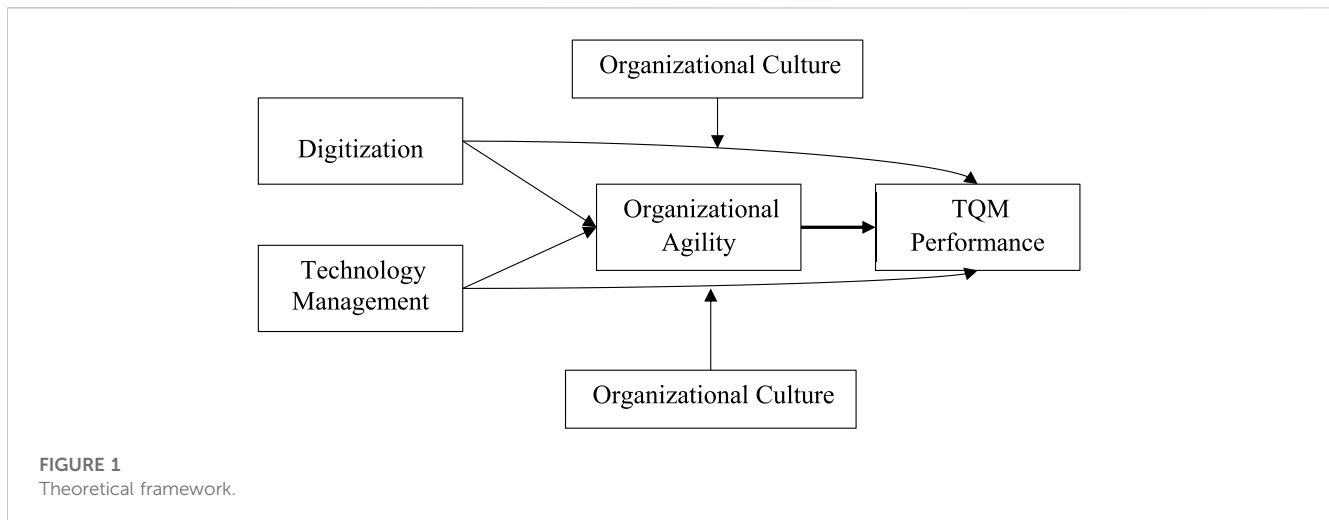 Organizational Culture
Digitization
Organizational
Agility
TQM
Performance
Technology
Management
Organizational Culture
FIGURE 1
Theoretical framework.